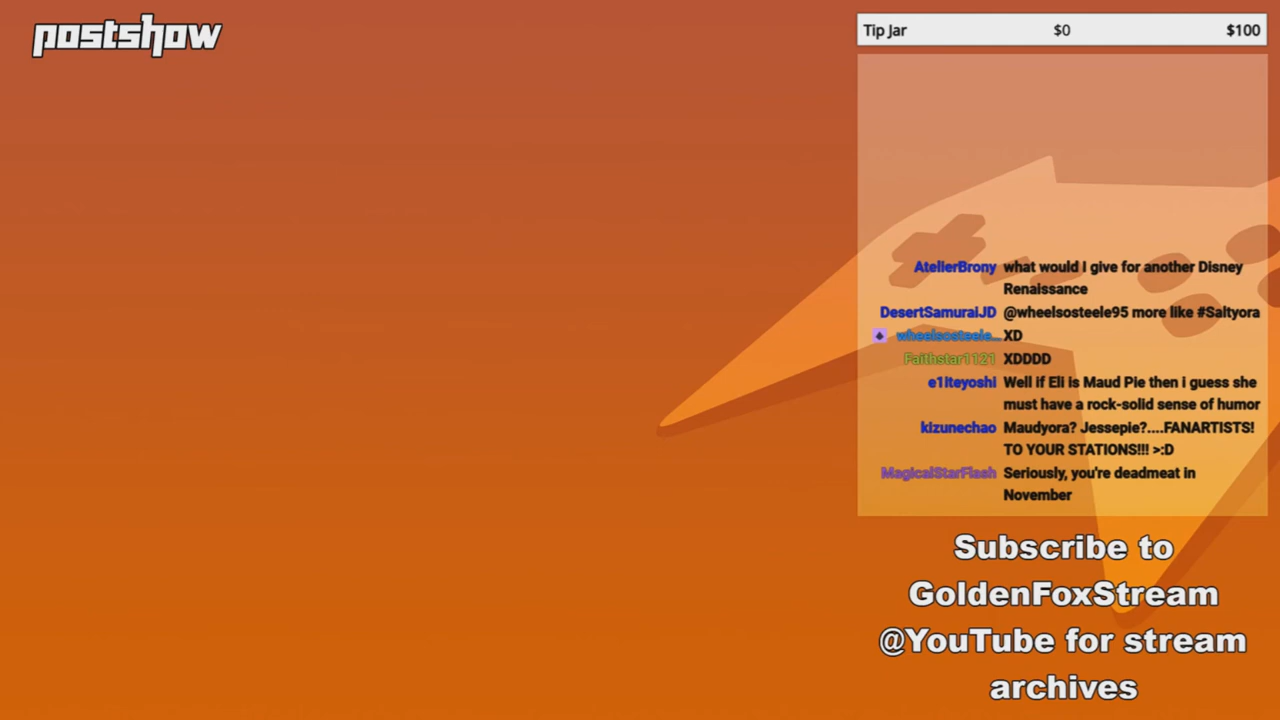 postshow
Tip Jar $0 $100
AtelierBrony what would I give for another Disney
Renaissance
DesertSamuraiJD @wheelsosteele95 more like #Saltyora
wheelsosteele… XD
Faithstar1121 XDDDD
e1iteyoshi Well if Eli is Maud Pie then i guess she
must have a rock-solid sense of humor
kizunechao Maudyora? Jessepie?....FANARTISTS!
TO YOUR STATIONS!!! >:D
MagicalStarFlash Seriously, you're deadmeat in
November
Subscribe to
GoldenFoxStream
@YouTube for stream
archives